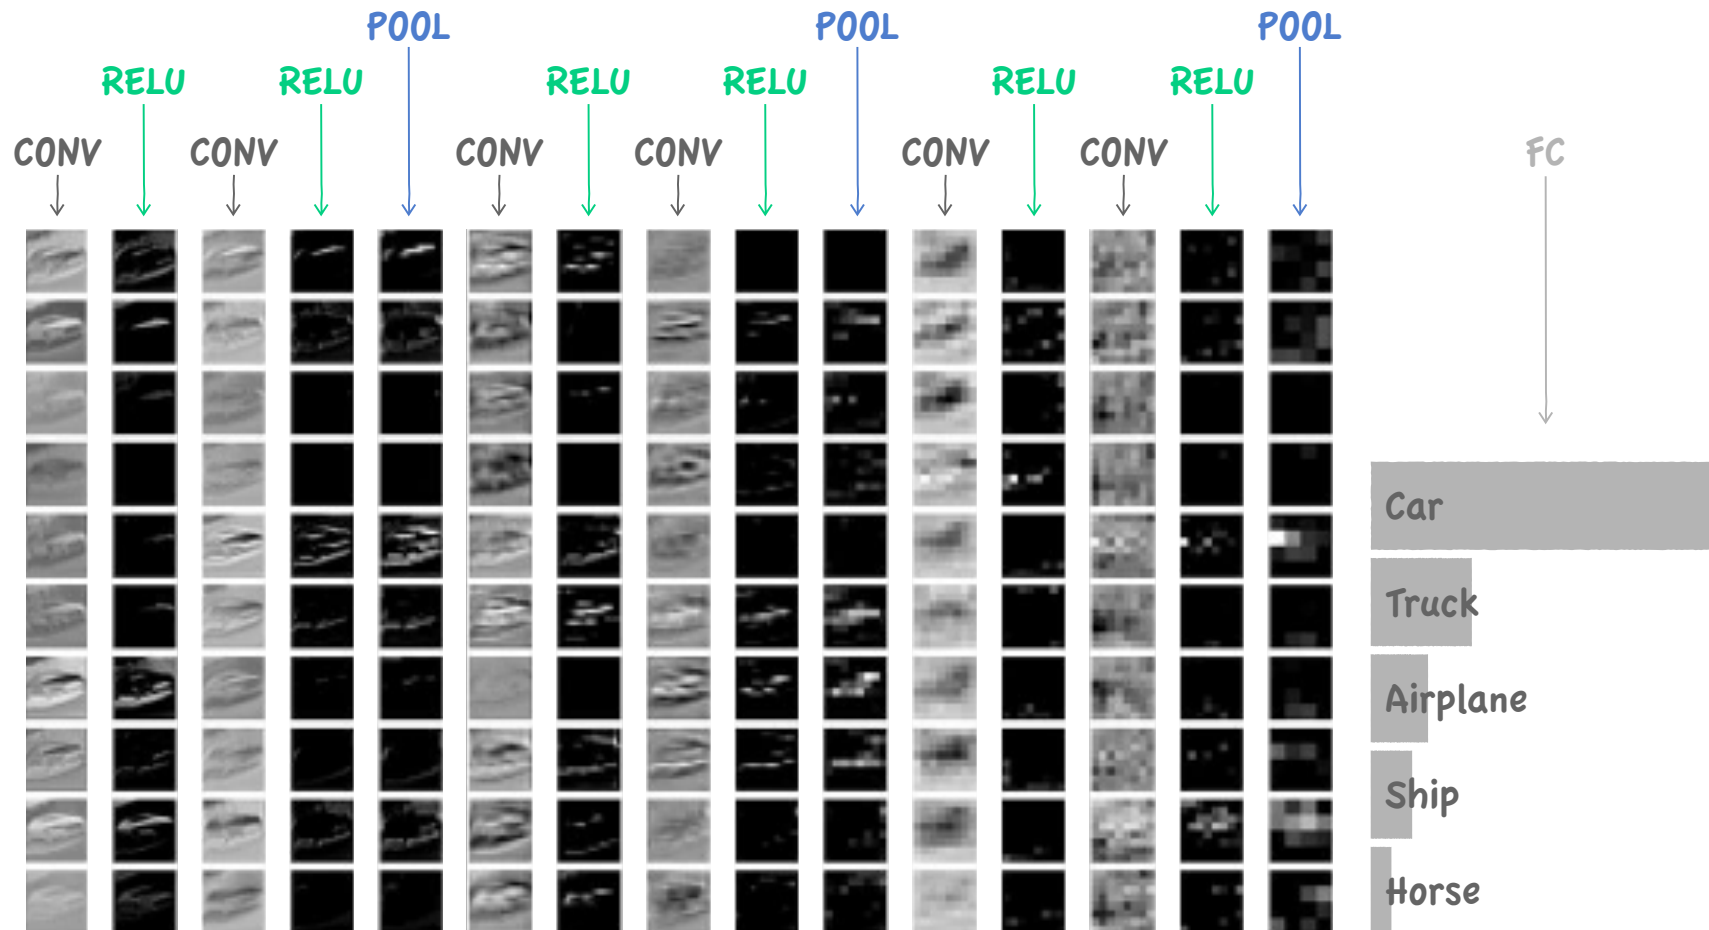 POOL POOL POOL
RELU RELU RELU RELU RELU RELU
CONV CONV CONV CONV CONV CONV FC
Car
Truck
Airplane
Ship
Horse